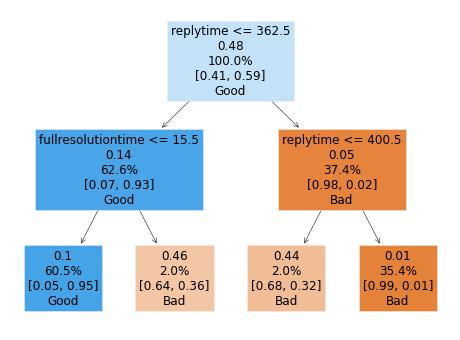 replytime <= 362.5
0.48
100.0%
[0.41, 0.59]
Good
fullresolutiontime <= 15.5
0.14
62.6%
[0.07, 0.93]
Good
replytime <= 400.5
0.05
37.4%
[0.98, 0.02]
Bad
0.1
60.5%
[0.05, 0.95]
Good
0.46
2.0%
[0.64, 0.36]
Bad
0.44
2.0%
[0.68, 0.32]
Bad
0.01
35.4%
[0.99, 0.01]
Bad